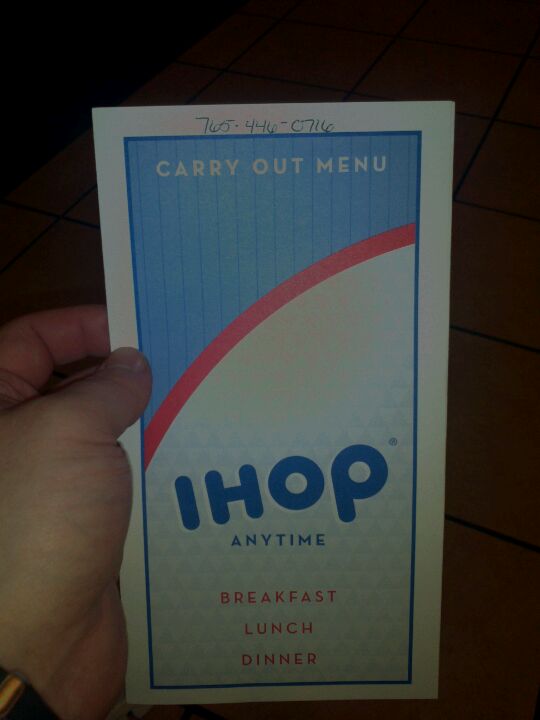 765-446-0716
CARRY OUT MENU
IHOP®
ANYTIME
BREAKFAST
LUNCH
DINNER